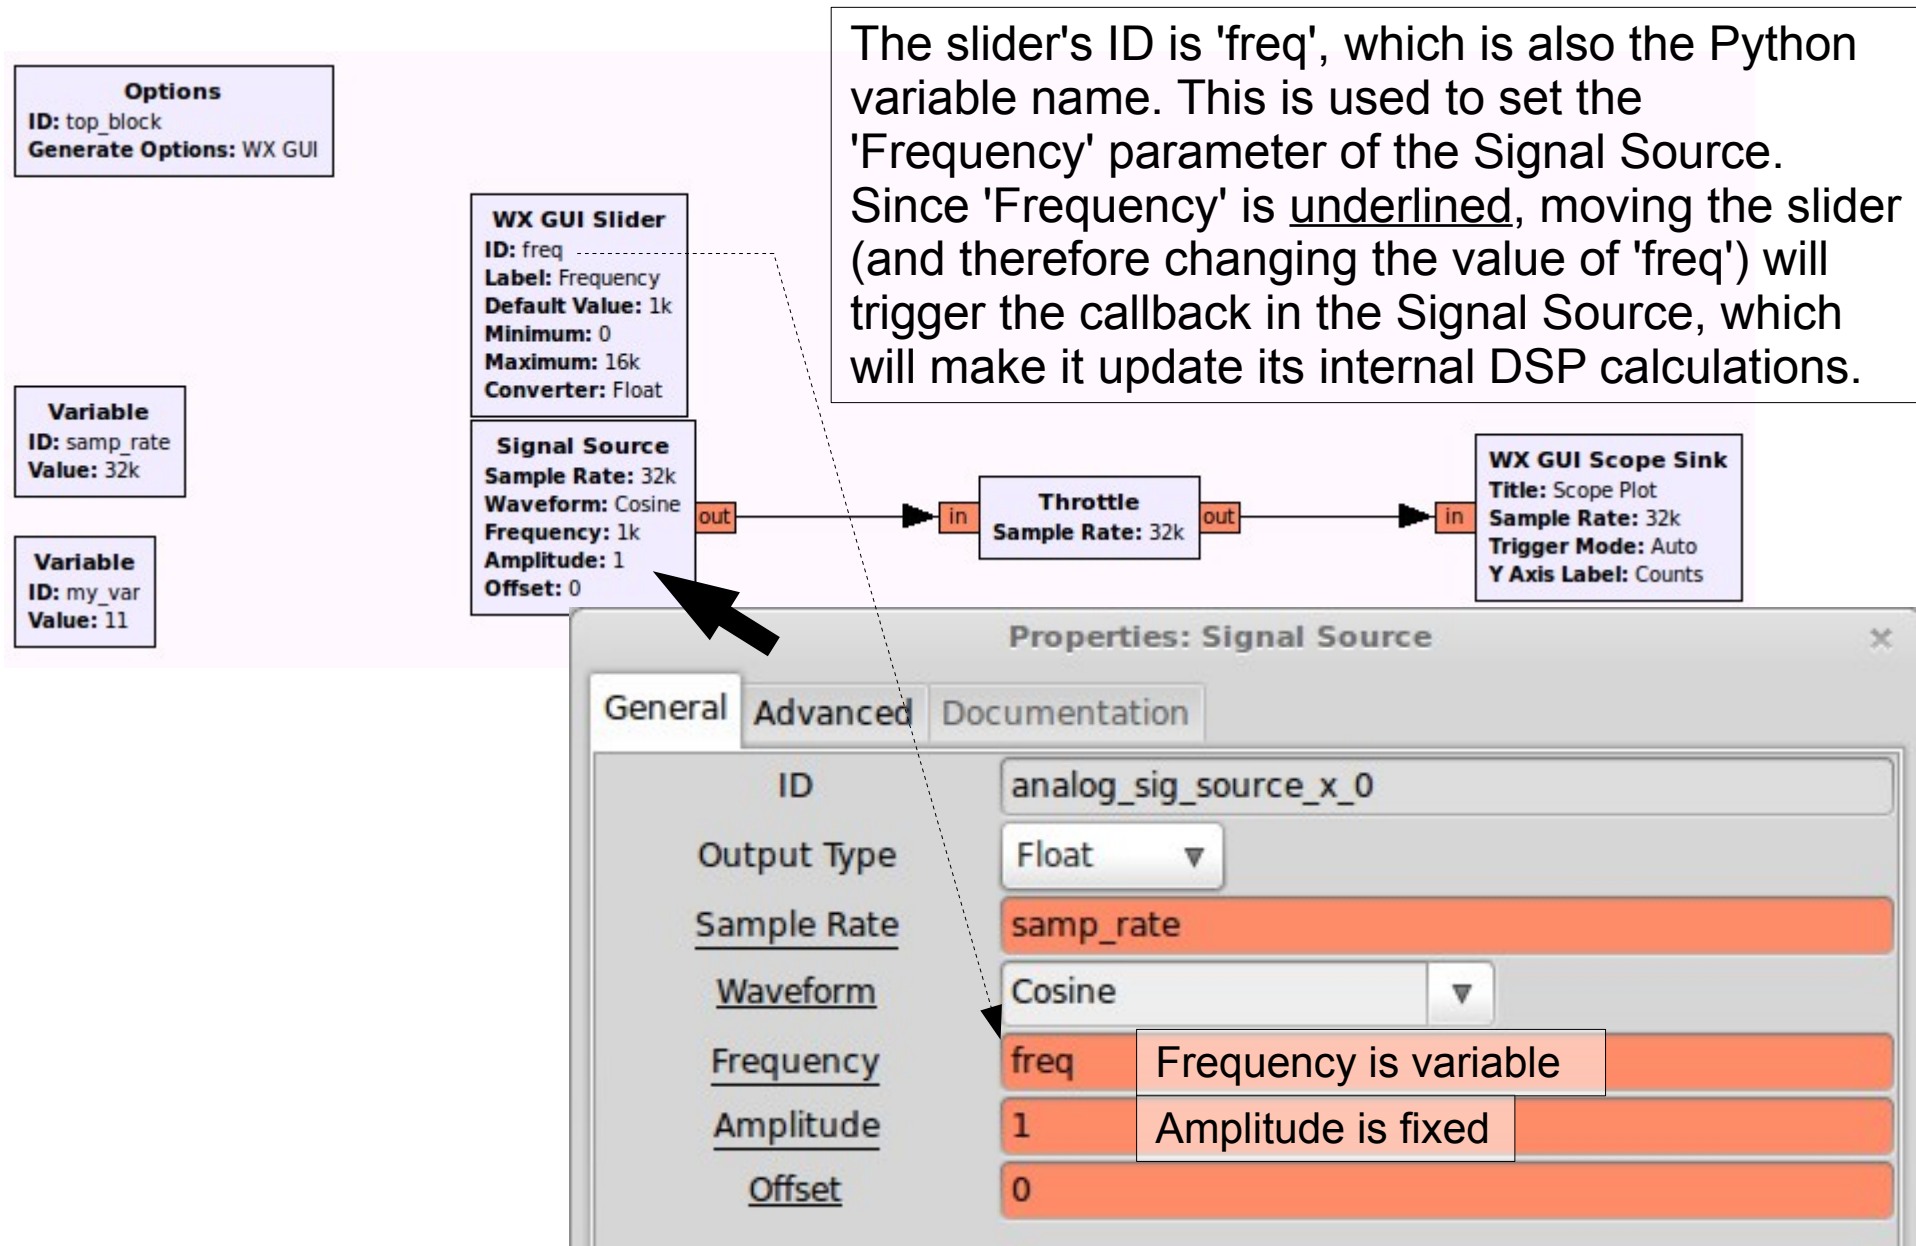 The slider's ID is 'freq', which is also the Python
variable name. This is used to set the
'Frequency' parameter of the Signal Source.
Since 'Frequency' is underlined, moving the slider
(and therefore changing the value of 'freq') will
trigger the callback in the Signal Source, which
will make it update its internal DSP calculations.
Options
ID: top_block
Generate Options: WX GUI
WX GUI Slider
ID: freq
Label: Frequency
Default Value: 1k
Minimum: 0
Maximum: 16k
Converter: Float
Variable
ID: samp_rate
Value: 32k
Variable
ID: my_var
Value: 11
Signal Source
Sample Rate: 32k
Waveform: Cosine
Frequency: 1k
Amplitude: 1
Offset: 0
out
in
Throttle
Sample Rate: 32k
out
in
WX GUI Scope Sink
Title: Scope Plot
Sample Rate: 32k
Trigger Mode: Auto
Y Axis Label: Counts
Properties: Signal Source
General Advanced Documentation
ID analog_sig_source_x_0
Output Type Float
Sample Rate samp_rate
Waveform Cosine
Frequency freq Frequency is variable
Amplitude 1 Amplitude is fixed
Offset 0